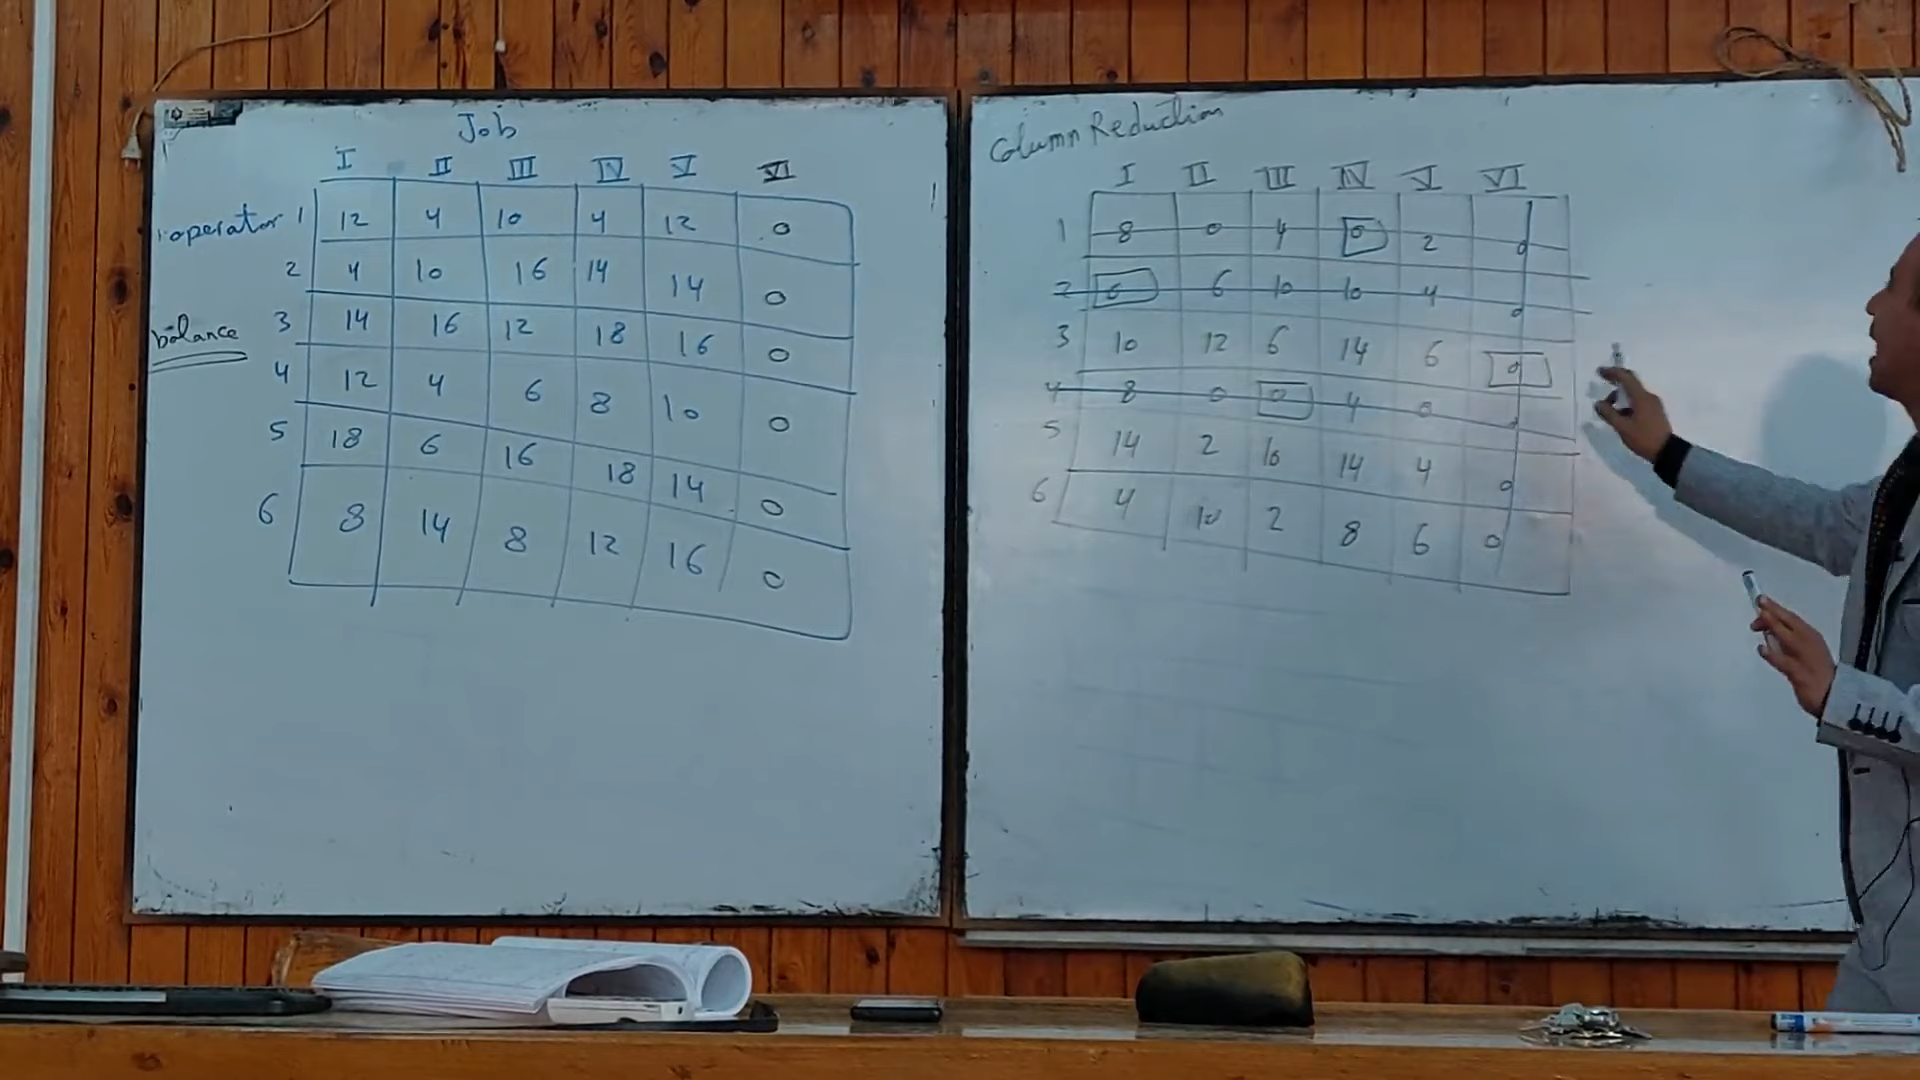 Job
I II III IV V VI
operator 1 12 4 10 4 12 0
2 4 10 16 14 14 0
balance
3 14 16 12 18 16 0
4 12 4 6 8 10 0
5 18 6 16 18 14 0
6 8 14 8 12 16 0
Column Reduction
I II III IV V VI
1 8 0 4 0 2 0
2 0 6 10 10 4 0
3 10 12 6 14 6 0
4 8 0 0 4 0 0
5 14 2 10 14 4 0
6 4 10 2 8 6 0